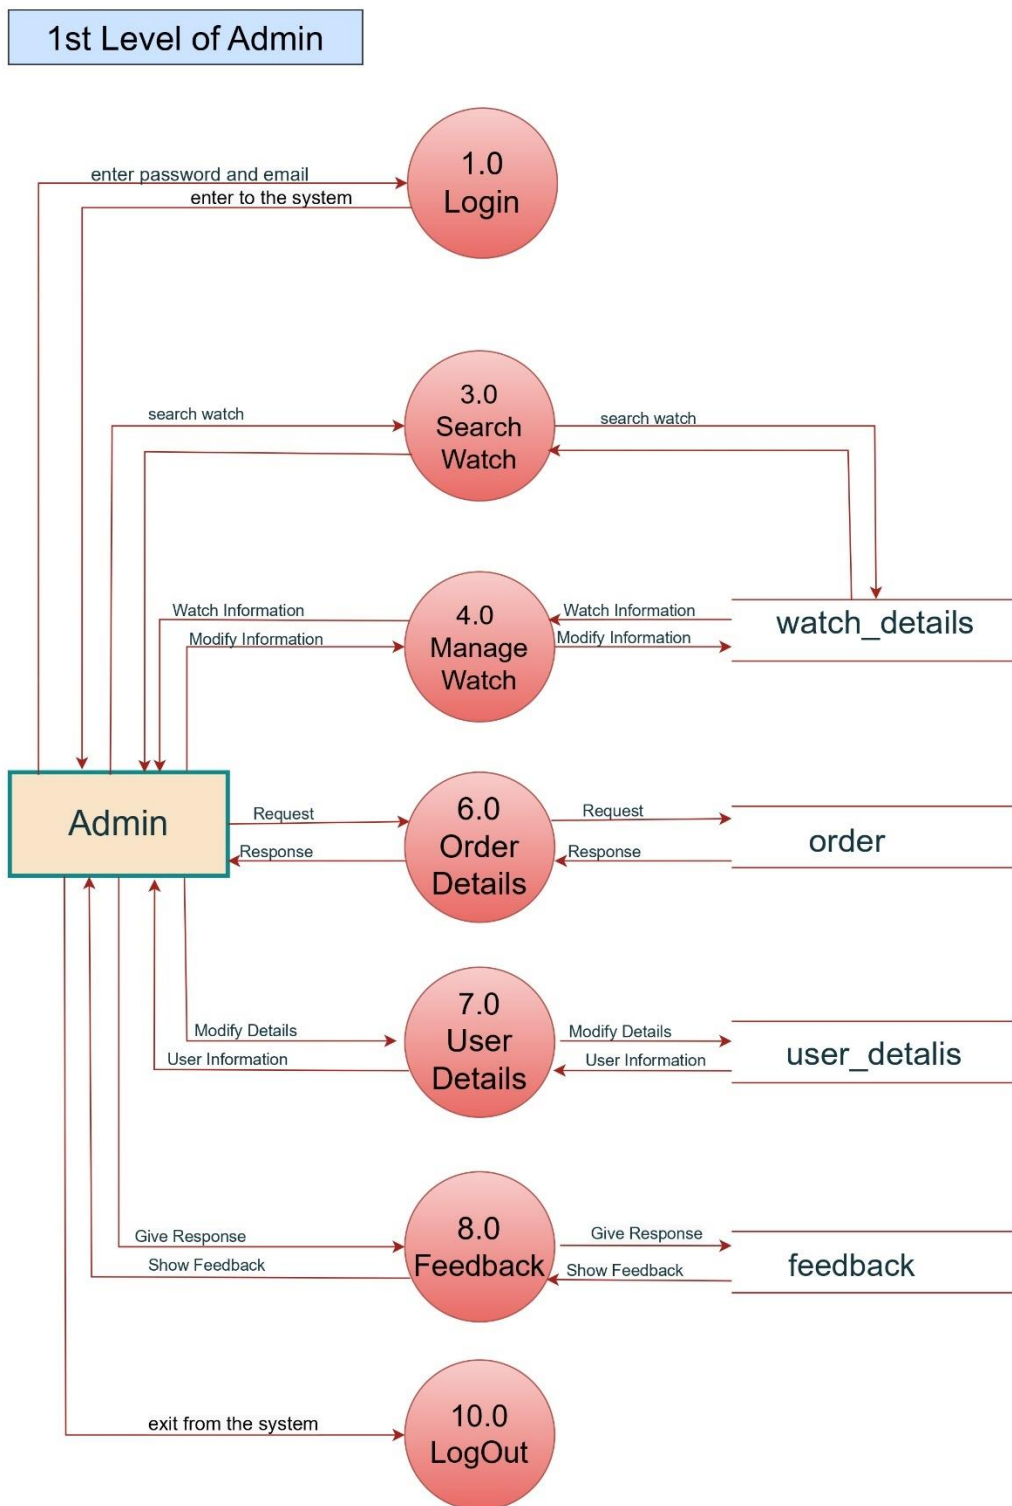 1st Level of Admin
1.0
Login
enter password and email
enter to the system
3.0
Search
Watch
search watch
search watch
4.0
Manage
Watch
Watch Information
Modify Information
Watch Information
Modify Information
watch_details
Admin
Request
Response
6.0
Order
Details
Request
Response
order
7.0
User
Details
Modify Details
User Information
Modify Details
User Information
user_detalis
8.0
Feedback
Give Response
Show Feedback
Give Response
Show Feedback
feedback
exit from the system
10.0
LogOut